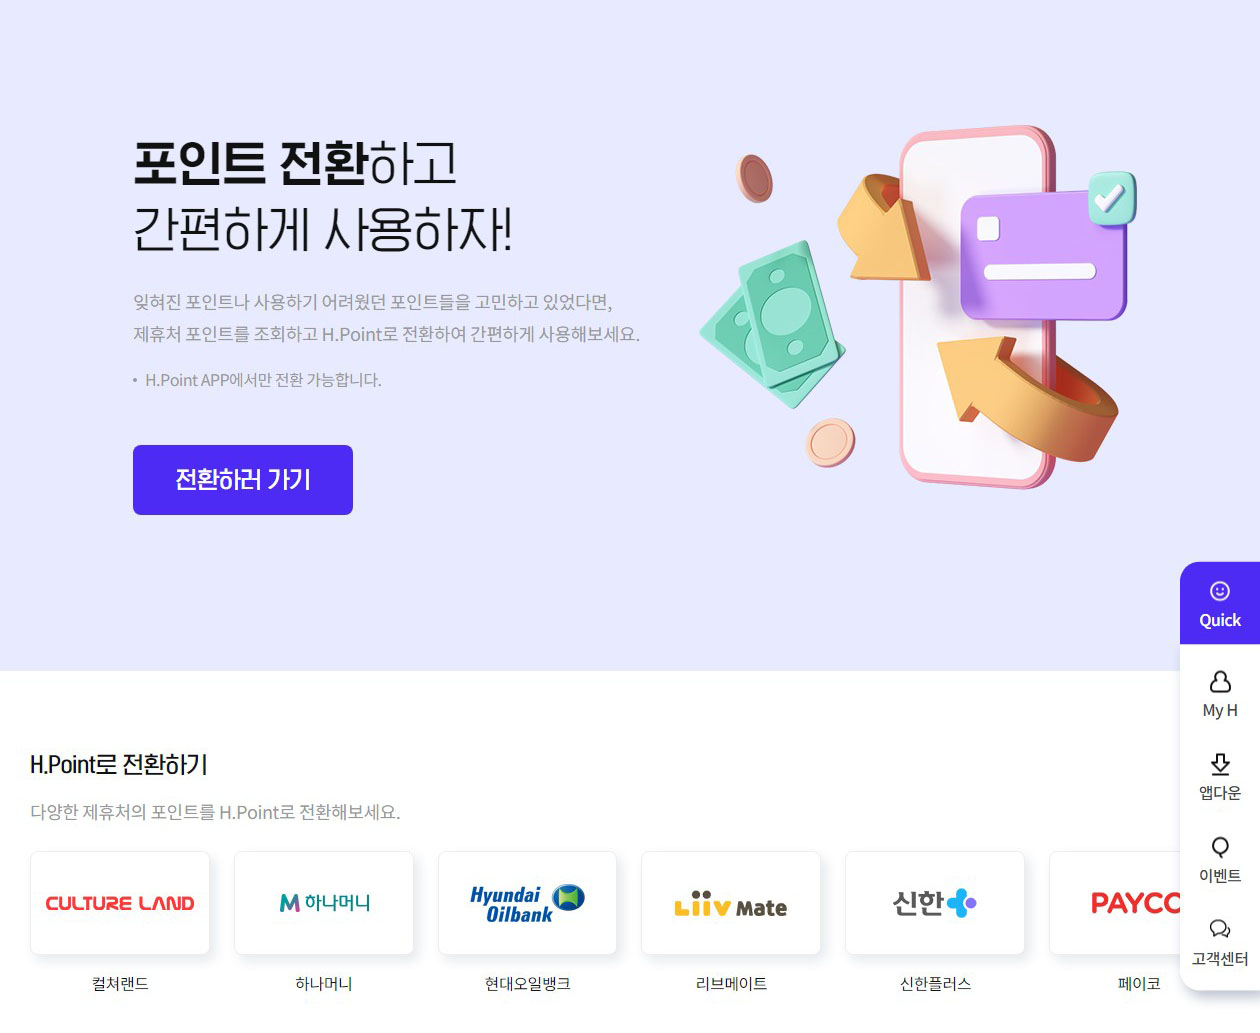 포인트 전환하고
간편하게 사용하자!
잊혀진 포인트나 사용하기 어려웠던 포인트들을 고민하고 있었다면,
제휴처 포인트를 조회하고 H.Point로 전환하여 간편하게 사용해보세요.
• H.Point APP에서만 전환 가능합니다.
전환하러 가기
Quick
My H
앱다운
이벤트
고객센터
H.Point로 전환하기
다양한 제휴처의 포인트를 H.Point로 전환해보세요.
CULTURE LAND
하나머니
Hyundai
Oilbank
Liiv Mate
신한
PAYCO
컬쳐랜드
하나머니
현대오일뱅크
리브메이트
신한플러스
페이코